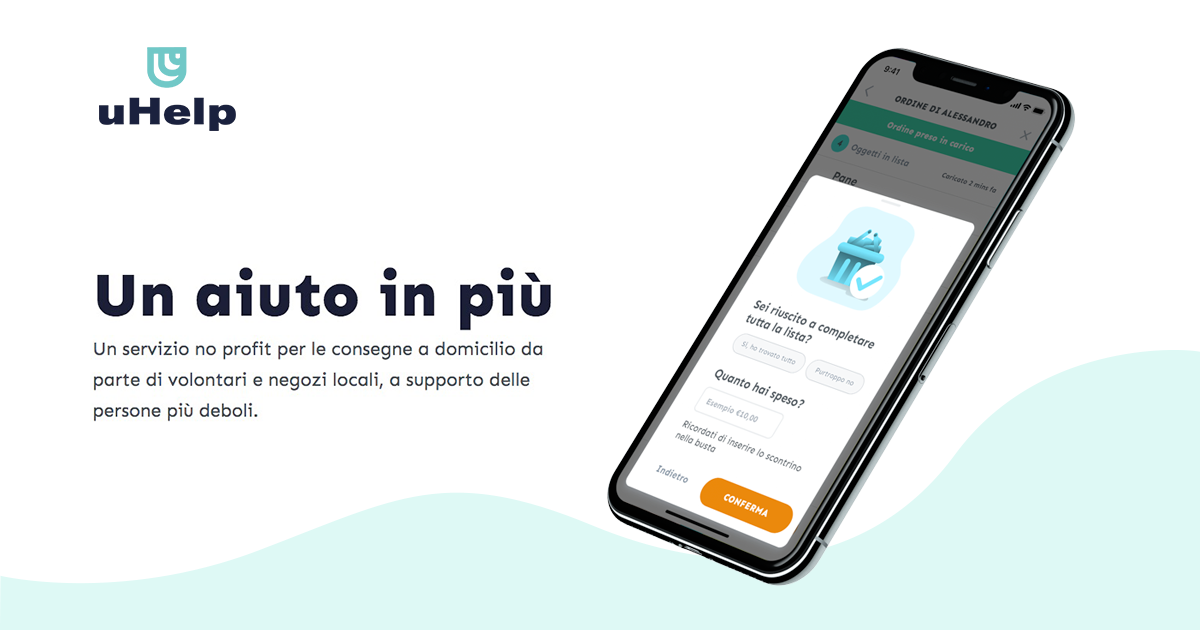 uHelp
Un aiuto in più
Un servizio no profit per le consegne a domicilio da
parte di volontari e negozi locali, a supporto delle
persone più deboli.
9:41
ORDINE DI ALESSANDRO
Ordine preso in carico
4 Oggetti in lista
Caricato 2 mins fa
Pane
Sei riuscito a completare
tutta la lista?
Sì, ho trovato tutto
Purtroppo no
Quanto hai speso?
Esempio €10,00
Ricordati di inserire lo scontrino
nella busta
Indietro
CONFERMA